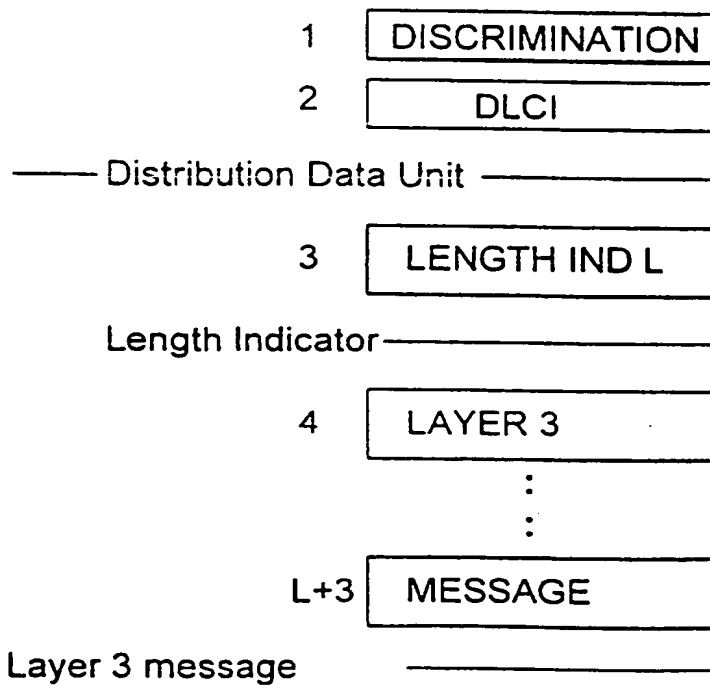 1 DISCRIMINATION
2 DLCI
Distribution Data Unit
3 LENGTH IND L
Length Indicator
4 LAYER 3
L+3 MESSAGE
Layer 3 message